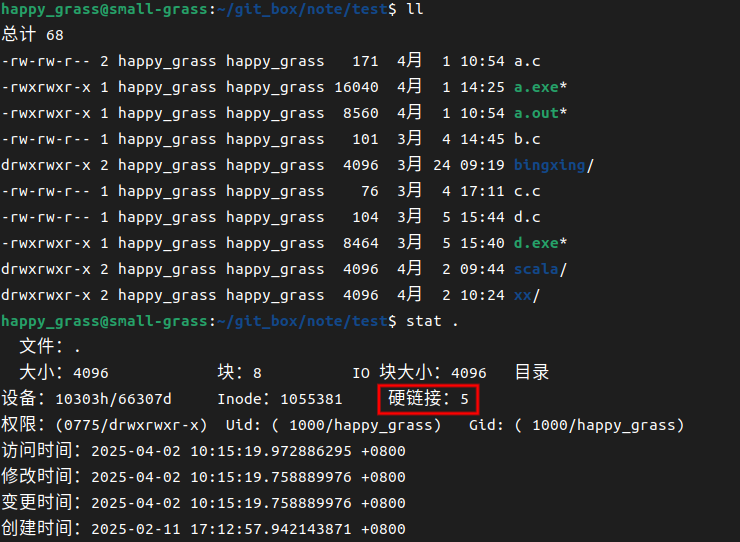 happy_grass@small-grass:~/git_box/note/test$ ll
总计 68
-rw-rw-r-- 2 happy_grass happy_grass   171  4月   1 10:54 a.c
-rwxrwxr-x 1 happy_grass happy_grass 16040  4月   1 14:25 a.exe*
-rwxrwxr-x 1 happy_grass happy_grass  8560  4月   1 10:54 a.out*
-rw-rw-r-- 1 happy_grass happy_grass   101  3月   4 14:45 b.c
drwxrwxr-x 2 happy_grass happy_grass  4096  3月  24 09:19 bingxing/
-rw-rw-r-- 1 happy_grass happy_grass    76  3月   4 17:11 c.c
-rw-rw-r-- 1 happy_grass happy_grass   104  3月   5 15:44 d.c
-rwxrwxr-x 1 happy_grass happy_grass  8464  3月   5 15:40 d.exe*
drwxrwxr-x 2 happy_grass happy_grass  4096  4月   2 09:44 scala/
drwxrwxr-x 2 happy_grass happy_grass  4096  4月   2 10:24 xx/
happy_grass@small-grass:~/git_box/note/test$ stat .
文件：.
大小：4096 块：8 IO 块大小：4096 目录
设备：10303h/66307d Inode：1055381 硬链接：5
权限：(0775/drwxrwxr-x) Uid：( 1000/happy_grass) Gid：( 1000/happy_grass)
访问时间：2025-04-02 10:15:19.972886295 +0800
修改时间：2025-04-02 10:15:19.758889976 +0800
变更时间：2025-04-02 10:15:19.758889976 +0800
创建时间：2025-02-11 17:12:57.942143871 +0800